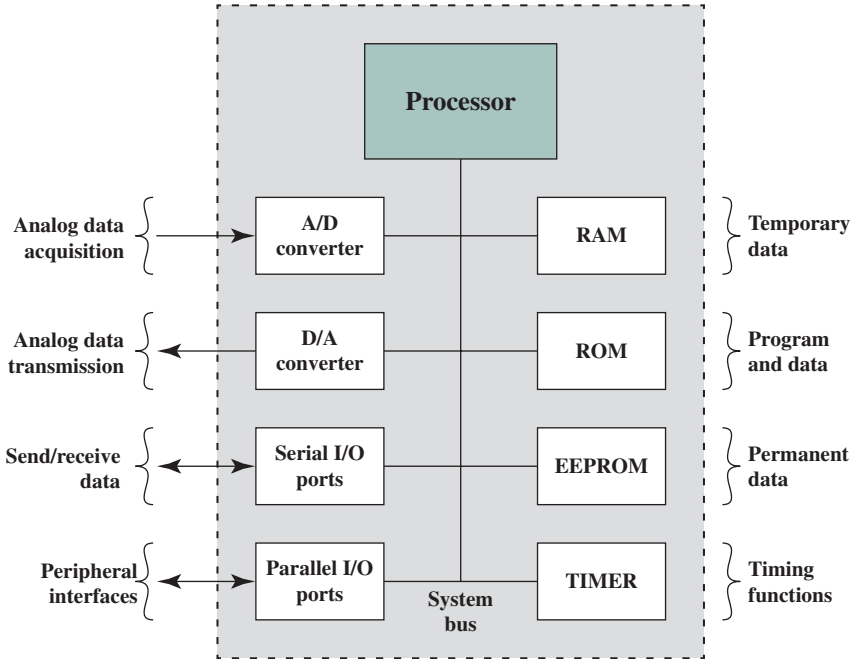 Processor
Analog data
acquisition
A/D
converter
RAM
Temporary
data
Analog data
transmission
D/A
converter
ROM
Program
and data
Send/receive
data
Serial I/O
ports
EEPROM
Permanent
data
Peripheral
interfaces
Parallel I/O
ports
System
bus
TIMER
Timing
functions